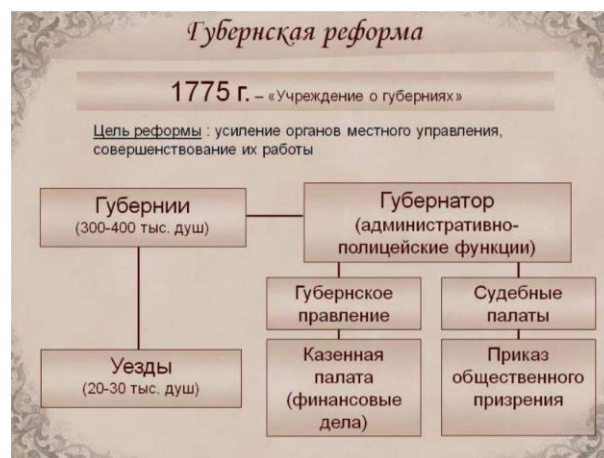 Губернская реформа
1775 г. – «Учреждение о губерниях»
Цель реформы : усиление органов местного управления,
совершенствование их работы
Губернии
(300-400 тыс. душ)
Губернатор
(административно-
полицейские функции)
Губернское
правление
Судебные
палаты
Уезды
(20-30 тыс. душ)
Казенная
палата
(финансовые
дела)
Приказ
общественного
призрения